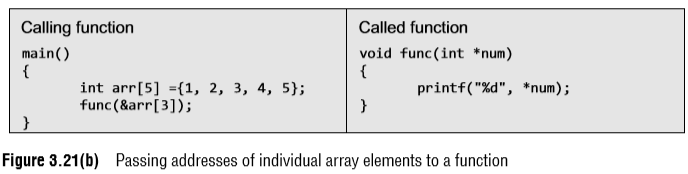 Calling function
main()
{
int arr[5] ={1, 2, 3, 4, 5};
func(&arr[3]);
}
Called function
void func(int *num)
{
printf("%d", *num);
}
Figure 3.21(b) Passing addresses of individual array elements to a function